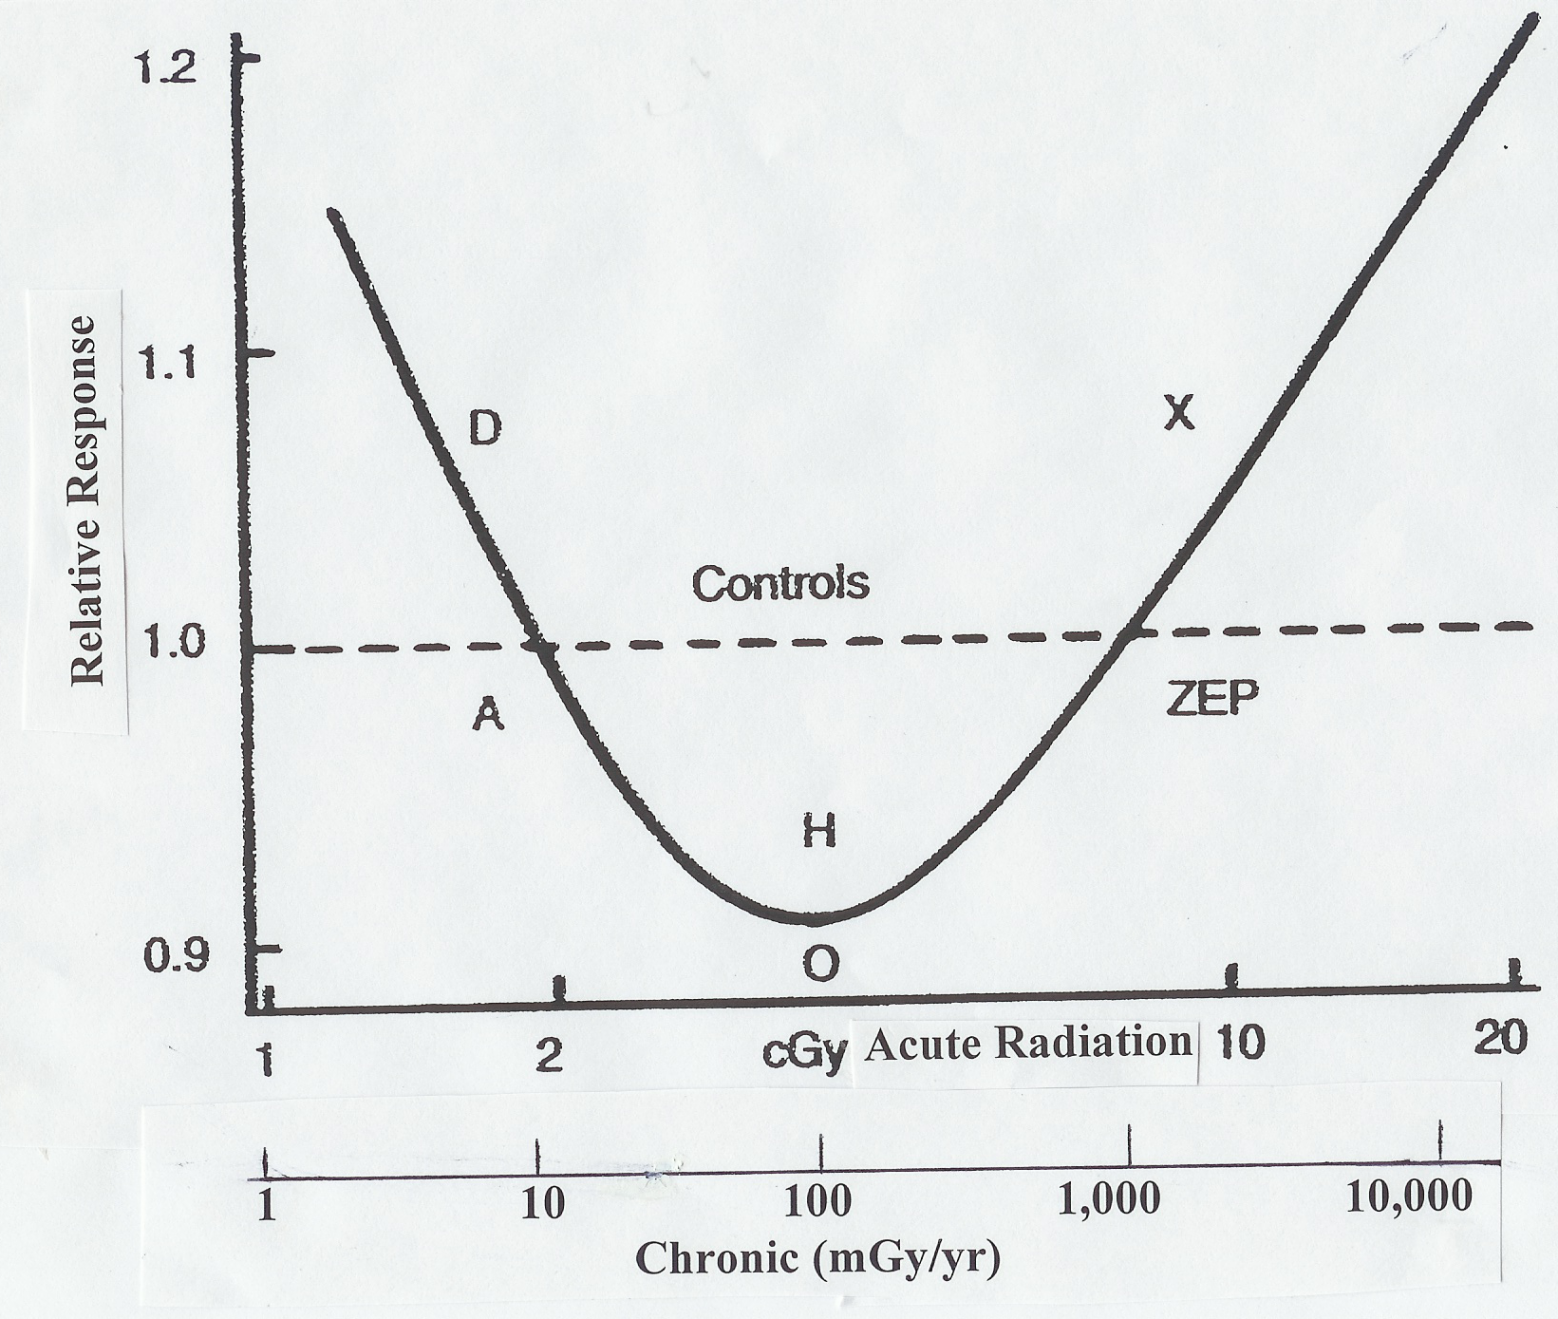 1.2
1.1
Relative Response
D
X
Controls
1.0
A
ZEP
H
0.9
O
1 2 cGy Acute Radiation 10 20
1 10 100 1,000 10,000
Chronic (mGy/yr)